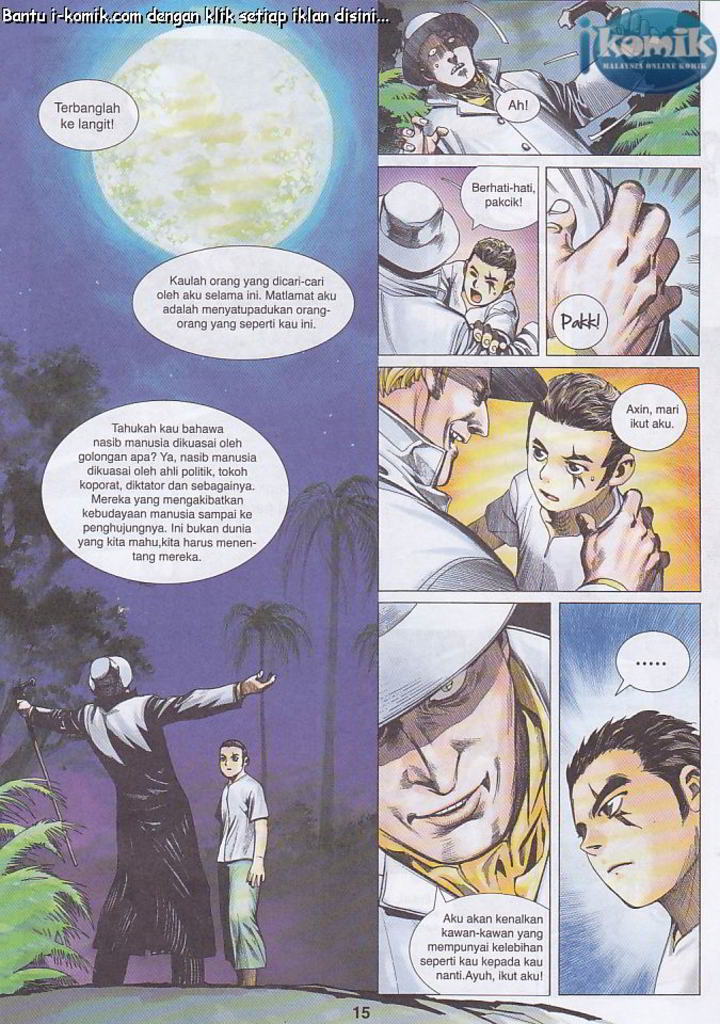 Bantu i-komik.com dengan klik setiap iklan disini...
ikomik
MALAYSIA ONLINE KOMIK
Terbanglah
ke langit!
Kaulah orang yang dicari-cari
oleh aku selama ini. Matlamat aku
adalah menyatupadukan orang-
orang yang seperti kau ini.
Tahukah kau bahawa
nasib manusia dikuasai oleh
golongan apa? Ya, nasib manusia
dikuasai oleh ahli politik, tokoh
koporat, diktator dan sebagainya.
Mereka yang mengakibatkan
kebudayaan manusia sampai ke
penghujungnya. Ini bukan dunia
yang kita mahu,kita harus menen-
tang mereka.
Ah!
Berhati-hati,
pakcik!
Pakk!
Axin, mari
ikut aku.
.....
Aku akan kenalkan
kawan-kawan yang
mempunyai kelebihan
seperti kau kepada kau
nanti.Ayuh, ikut aku!
15